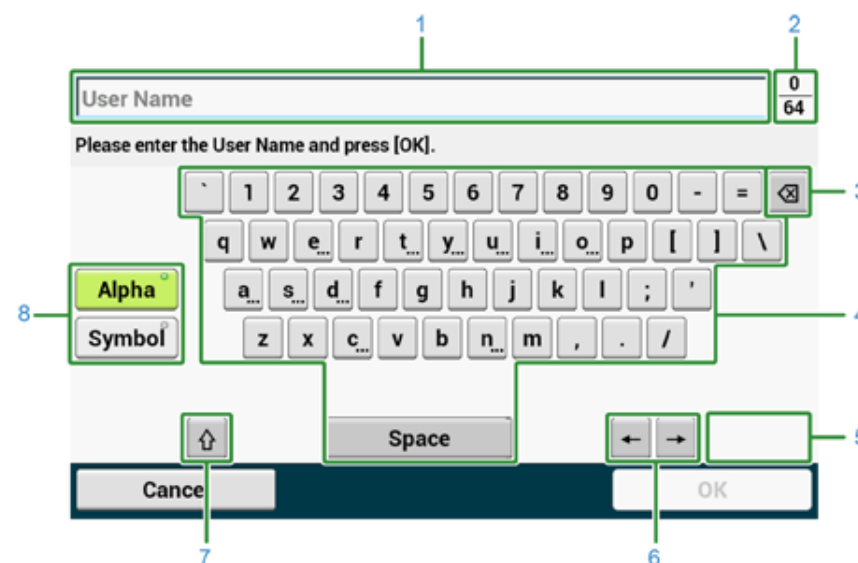 1 2
User Name 0
64
Please enter the User Name and press [OK].
` 1 2 3 4 5 6 7 8 9 0 - = 3
q w e... r t... y... u... i... o... p [ ] \
8 Alpha a... s... d... f g h j k l ; ' 4
Symbol z x c... v b n... m , . /
⇧ Space ← → 5
Cancel OK
7 6